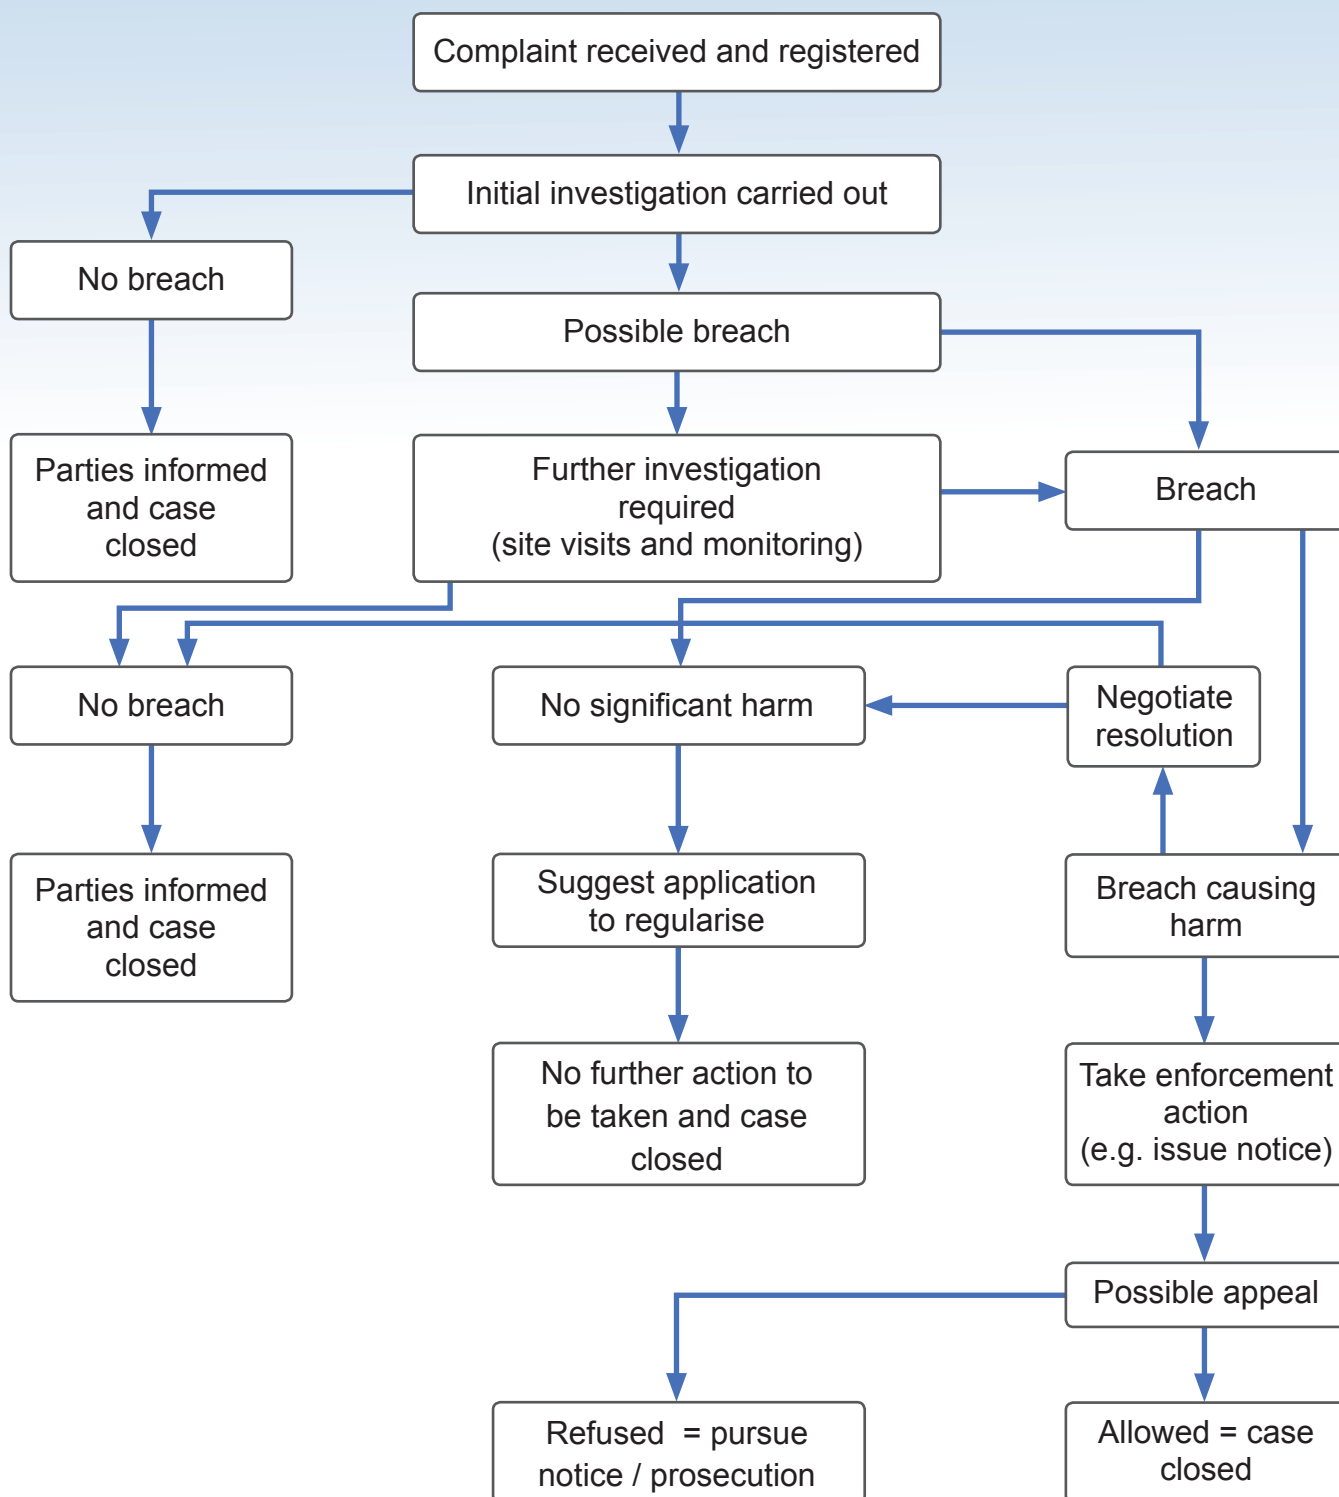 Complaint received and registered
Initial investigation carried out
No breach
Possible breach
Parties informed
and case
closed
Further investigation
required
(site visits and monitoring)
Breach
No breach
No significant harm
Negotiate
resolution
Parties informed
and case
closed
Suggest application
to regularise
Breach causing
harm
No further action to
be taken and case
closed
Take enforcement
action
(e.g. issue notice)
Possible appeal
Refused = pursue
notice / prosecution
Allowed = case
closed